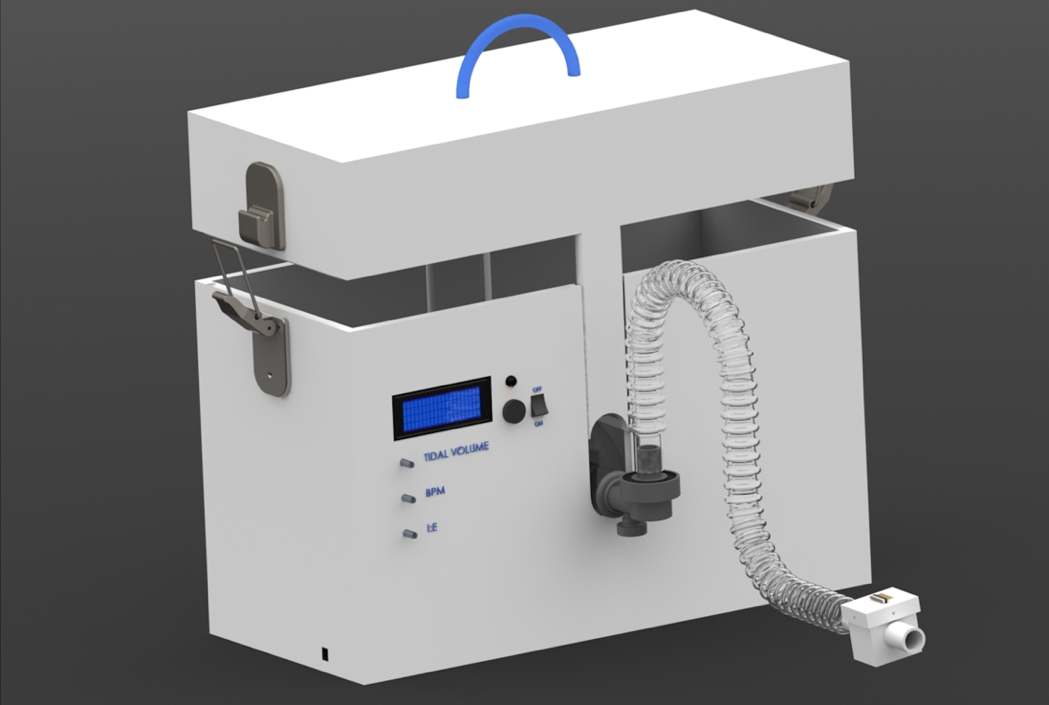 OFF
ON
TIDAL VOLUME
BPM
I:E